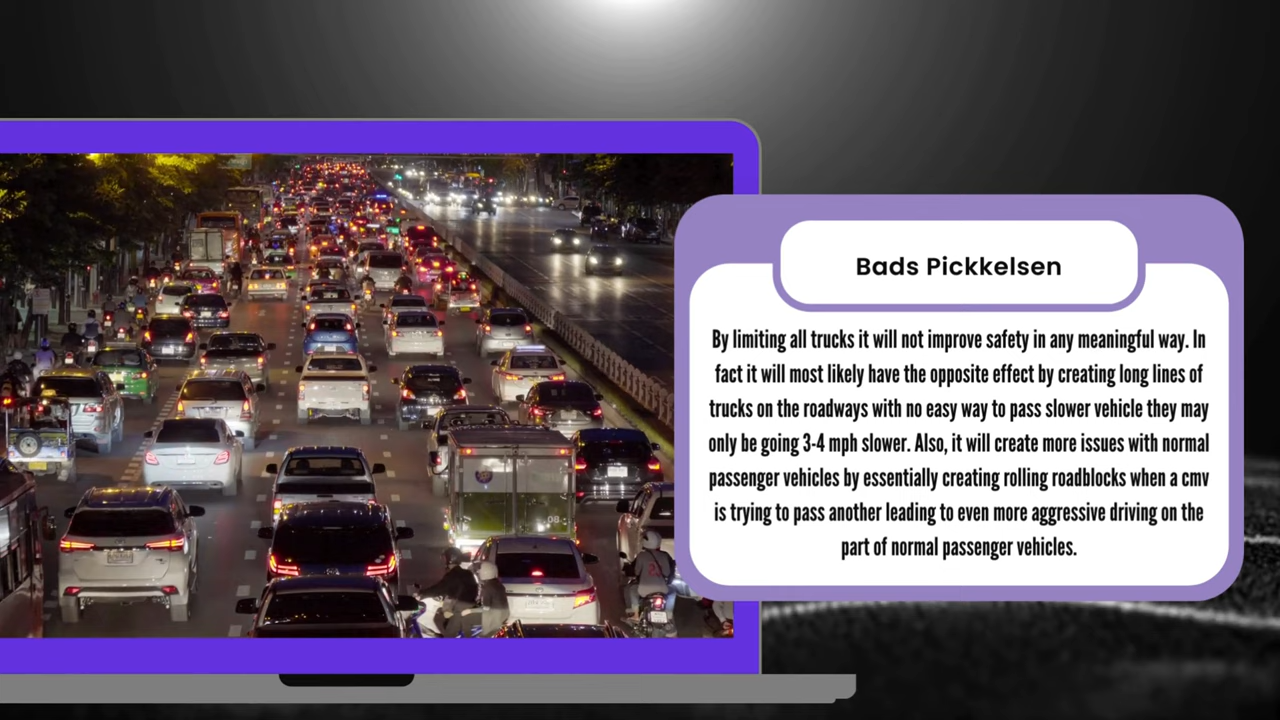 Bads Pickkelsen
By limiting all trucks it will not improve safety in any meaningful way. In
fact it will most likely have the opposite effect by creating long lines of
trucks on the roadways with no easy way to pass slower vehicle they may
only be going 3-4 mph slower. Also, it will create more issues with normal
passenger vehicles by essentially creating rolling roadblocks when a cmv
is trying to pass another leading to even more aggressive driving on the
part of normal passenger vehicles.
08-